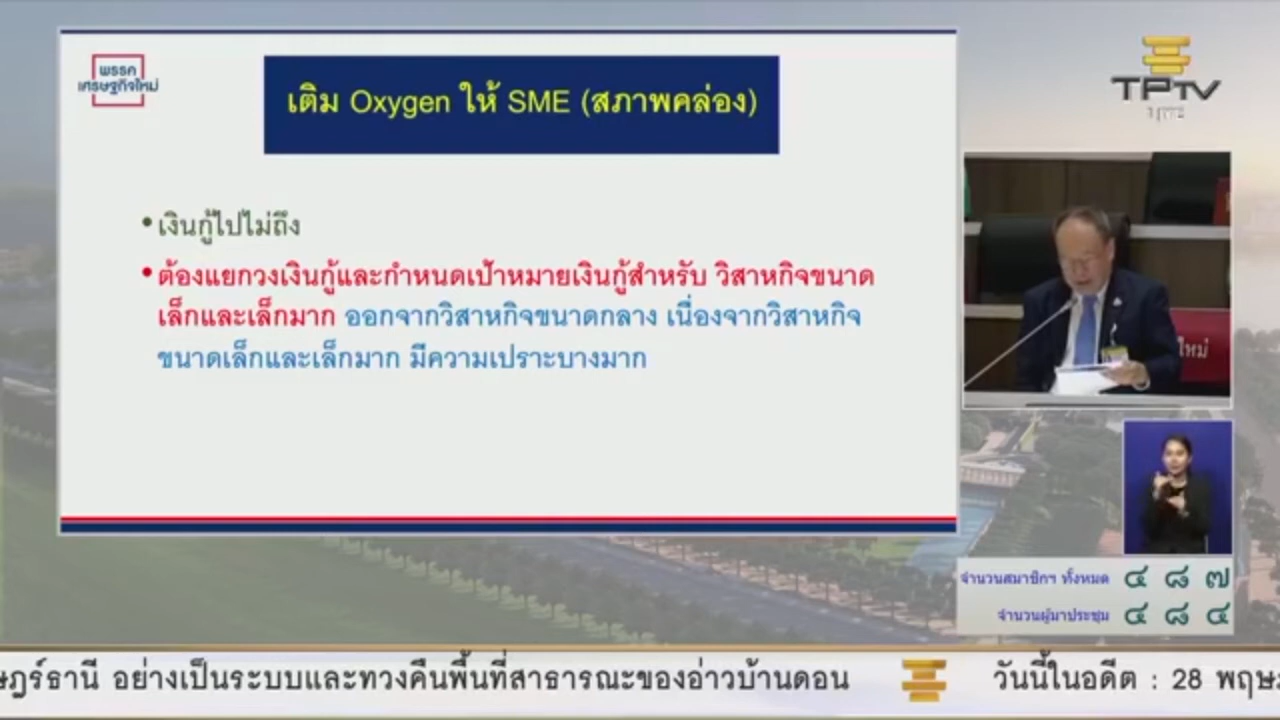 พรรค
เศรษฐกิจใหม่
เติม Oxygen ให้ SME (สภาพคล่อง)
TPTV
•เงินกู้ไปไม่ถึง
•ต้องแยกวงเงินกู้และกำหนดเป้าหมายเงินกู้สำหรับ วิสาหกิจขนาด
เล็กและเล็กมาก ออกจากวิสาหกิจขนาดกลาง เนื่องจากวิสาหกิจ
ขนาดเล็กและเล็กมาก มีความเปราะบางมาก
ใหม่
จำนวนสมาชิกฯ ทั้งหมด ๔ ๘ ๗
จำนวนผู้มาประชุม ๔ ๘ ๔
ษฎร์ธานี อย่างเป็นระบบและทวงคืนพื้นที่สาธารณะของอ่าวบ้านดอน วันนี้ในอดีต : 28 พฤษภ